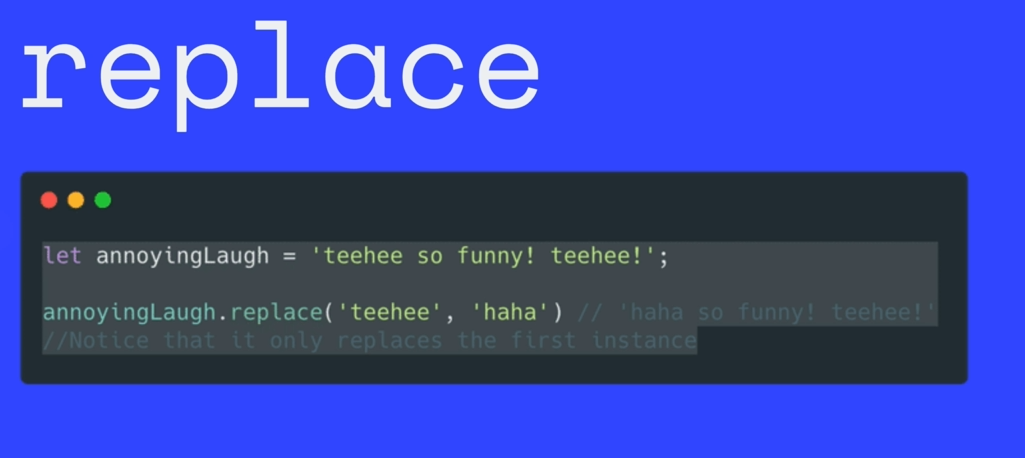 replace
let annoyingLaugh = 'teehee so funny! teehee!';
annoyingLaugh.replace('teehee', 'haha') // 'haha so funny! teehee!'
//Notice that it only replaces the first instance